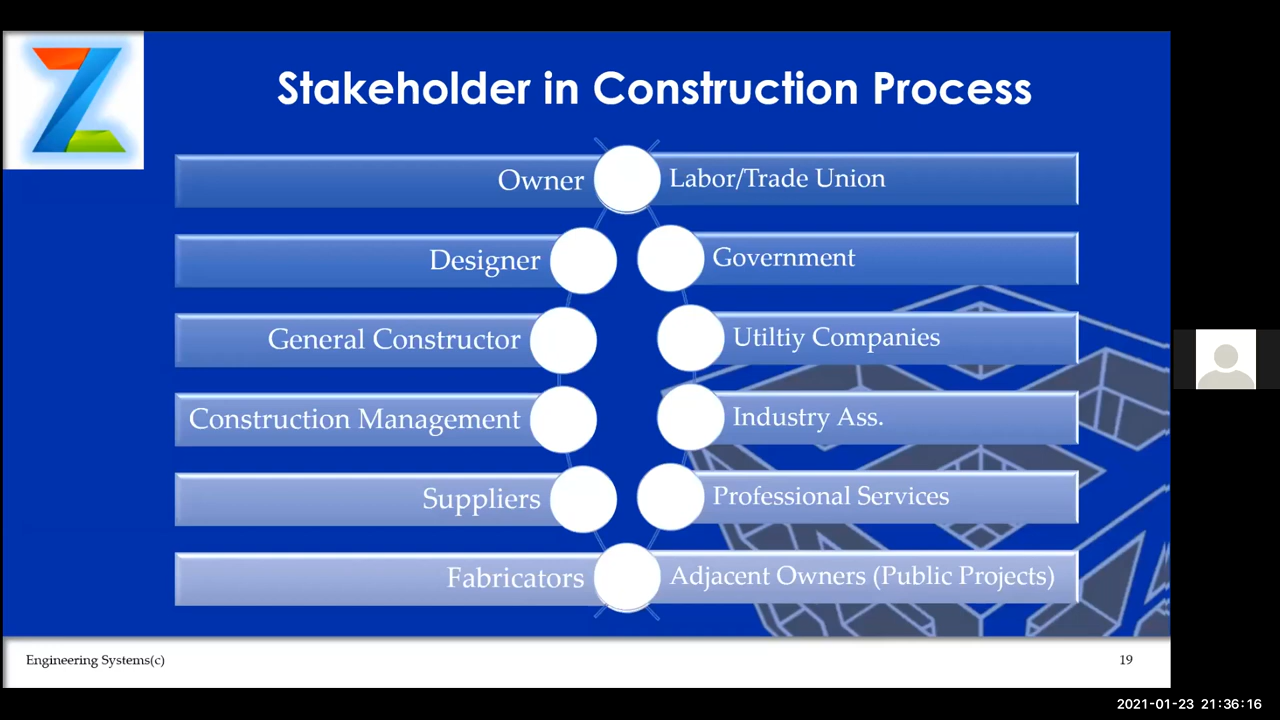 Stakeholder in Construction Process
Owner
Labor/Trade Union
Designer
Government
General Constructor
Utiltiy Companies
Construction Management
Industry Ass.
Suppliers
Professional Services
Fabricators
Adjacent Owners (Public Projects)
Engineering Systems(c)
19
2021-01-23 21:36:16